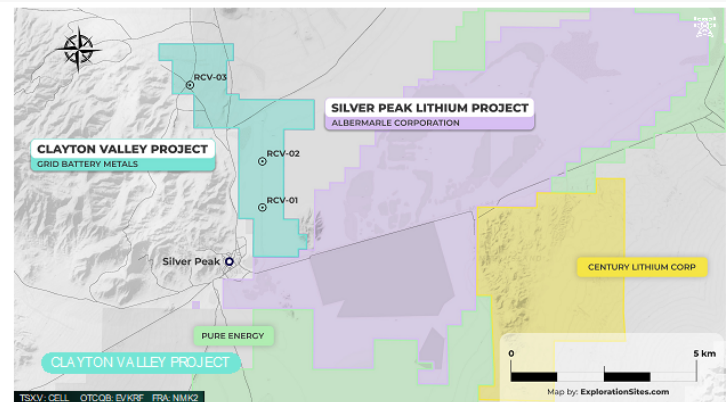 RCV-03
SILVER PEAK LITHIUM PROJECT
ALBERMARLE CORPORATION
CLAYTON VALLEY PROJECT
GRID BATTERY METALS
RCV-02
RCV-01
Silver Peak
CENTURY LITHIUM CORP
PURE ENERGY
CLAYTON VALLEY PROJECT
0 5 km
Map by: ExplorationSites.com
TSX.V: CELL OTCQB: EVKRF FRA: NMK2